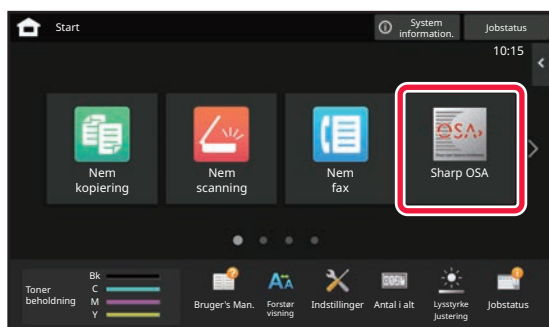 Start
System
information.
Jobstatus
10:15
Nem
kopiering
Nem
scanning
Nem
fax
OSA
Sharp OSA
Toner
beholdning
Bk
C
M
Y
Bruger's Man.
Forstør
visning
Indstillinger
Antal i alt
Lysstyrke
Justering
Jobstatus